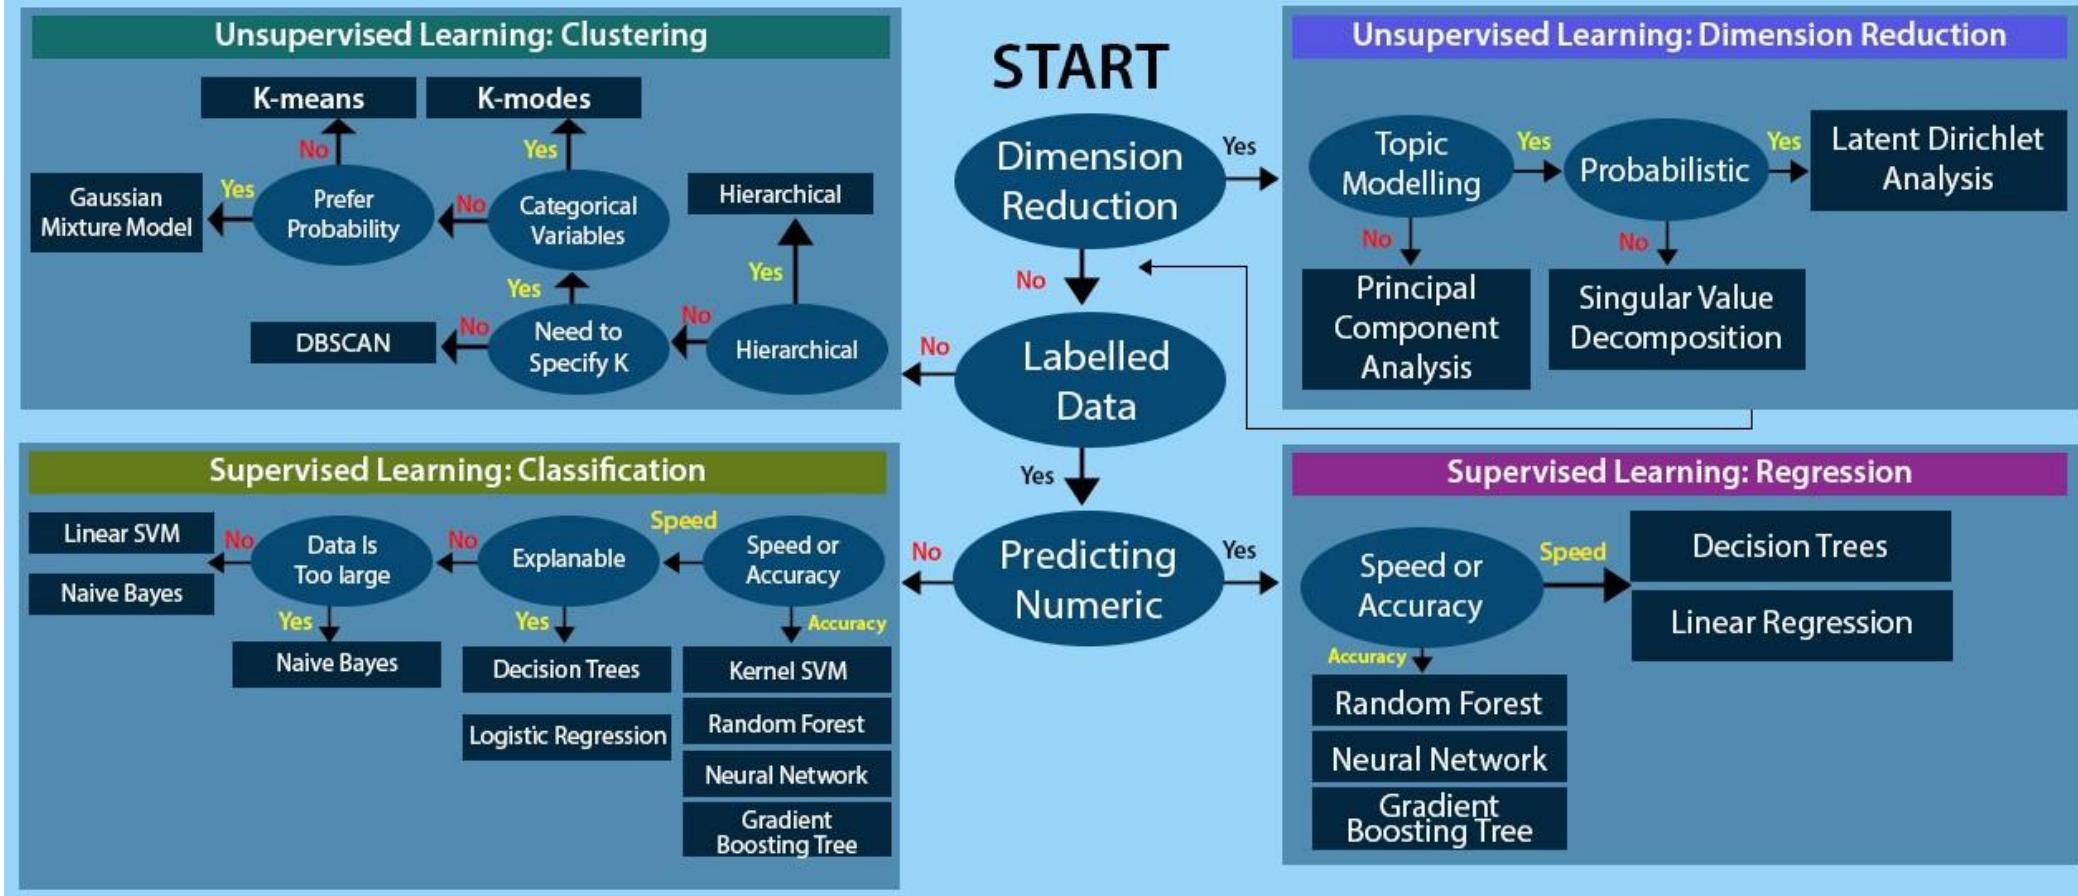 Unsupervised Learning: Clustering
K-means
K-modes
No
Yes
Gaussian
Mixture Model
Yes
Prefer
Probability
No
Categorical
Variables
Hierarchical
Yes
Yes
DBSCAN
No
Need to
Specify K
No
Hierarchical
START
Dimension
Reduction
Yes
No
Labelled
Data
No
Yes
Predicting
Numeric
No
Yes
Unsupervised Learning: Dimension Reduction
Topic
Modelling
Yes
Probabilistic
Yes
Latent Dirichlet
Analysis
No
No
Principal
Component
Analysis
Singular Value
Decomposition
Supervised Learning: Classification
Linear SVM
Naive Bayes
No
Data Is
Too large
No
Explanable
Speed
Speed or
Accuracy
Yes
Yes
Accuracy
Naive Bayes
Decision Trees
Logistic Regression
Kernel SVM
Random Forest
Neural Network
Gradient
Boosting Tree
Supervised Learning: Regression
Speed or
Accuracy
Speed
Decision Trees
Linear Regression
Accuracy
Random Forest
Neural Network
Gradient
Boosting Tree